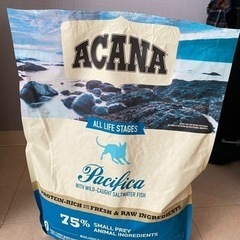 ACANA
ALL LIFE STAGES
Pacifica
WITH WILD-CAUGHT SALTWATER FISH
PROTEIN-RICH WITH FRESH & RAW INGREDIENTS
75% SMALL PREY
ANIMAL INGREDIENTS